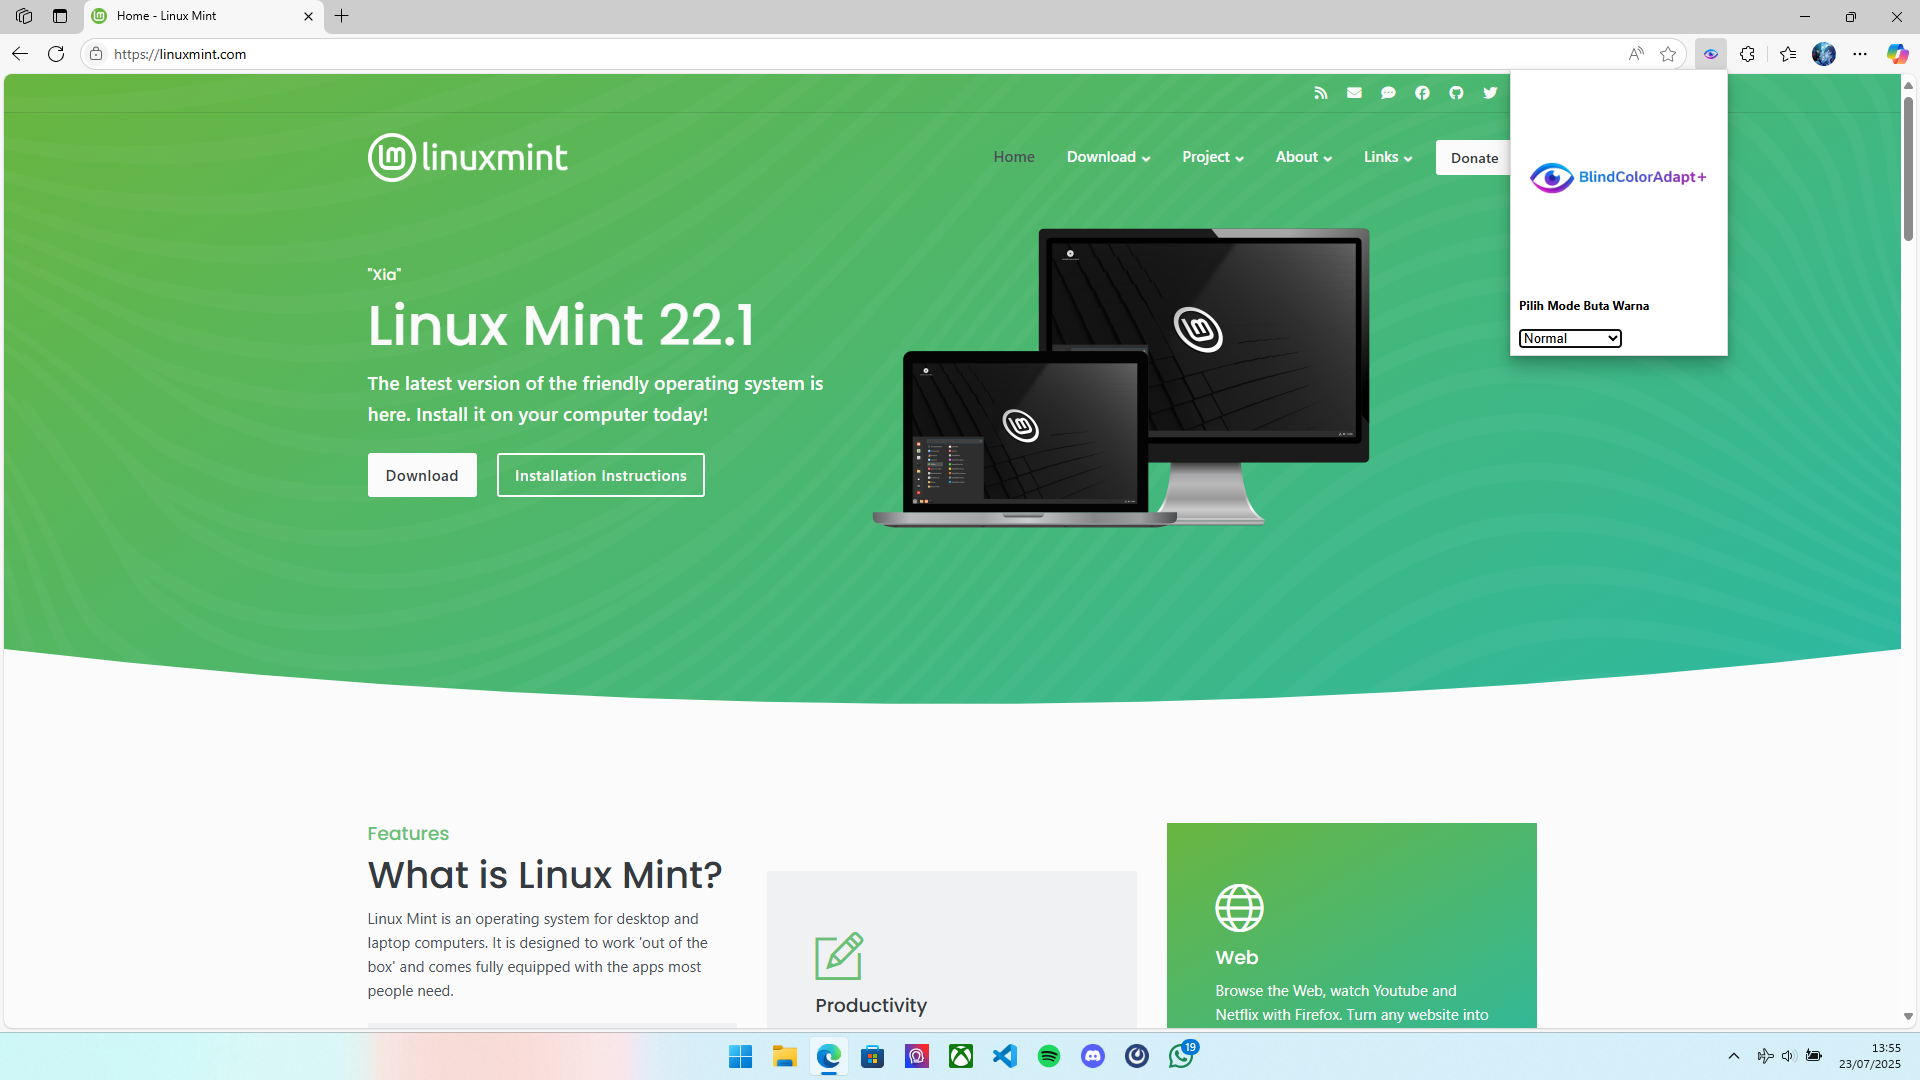 Home - Linux Mint
https://linuxmint.com
linuxmint
Home
Download
Project
About
Links
Donate
BlindColorAdapt+
Pilih Mode Buta Warna
Normal
"Xia"
Linux Mint 22.1
The latest version of the friendly operating system is
here. Install it on your computer today!
Download
Installation Instructions
Features
What is Linux Mint?
Linux Mint is an operating system for desktop and
laptop computers. It is designed to work 'out of the
box' and comes fully equipped with the apps most
people need.
Productivity
Web
Browse the Web, watch Youtube and
Netflix with Firefox. Turn any website into
19
13:55
23/07/2025